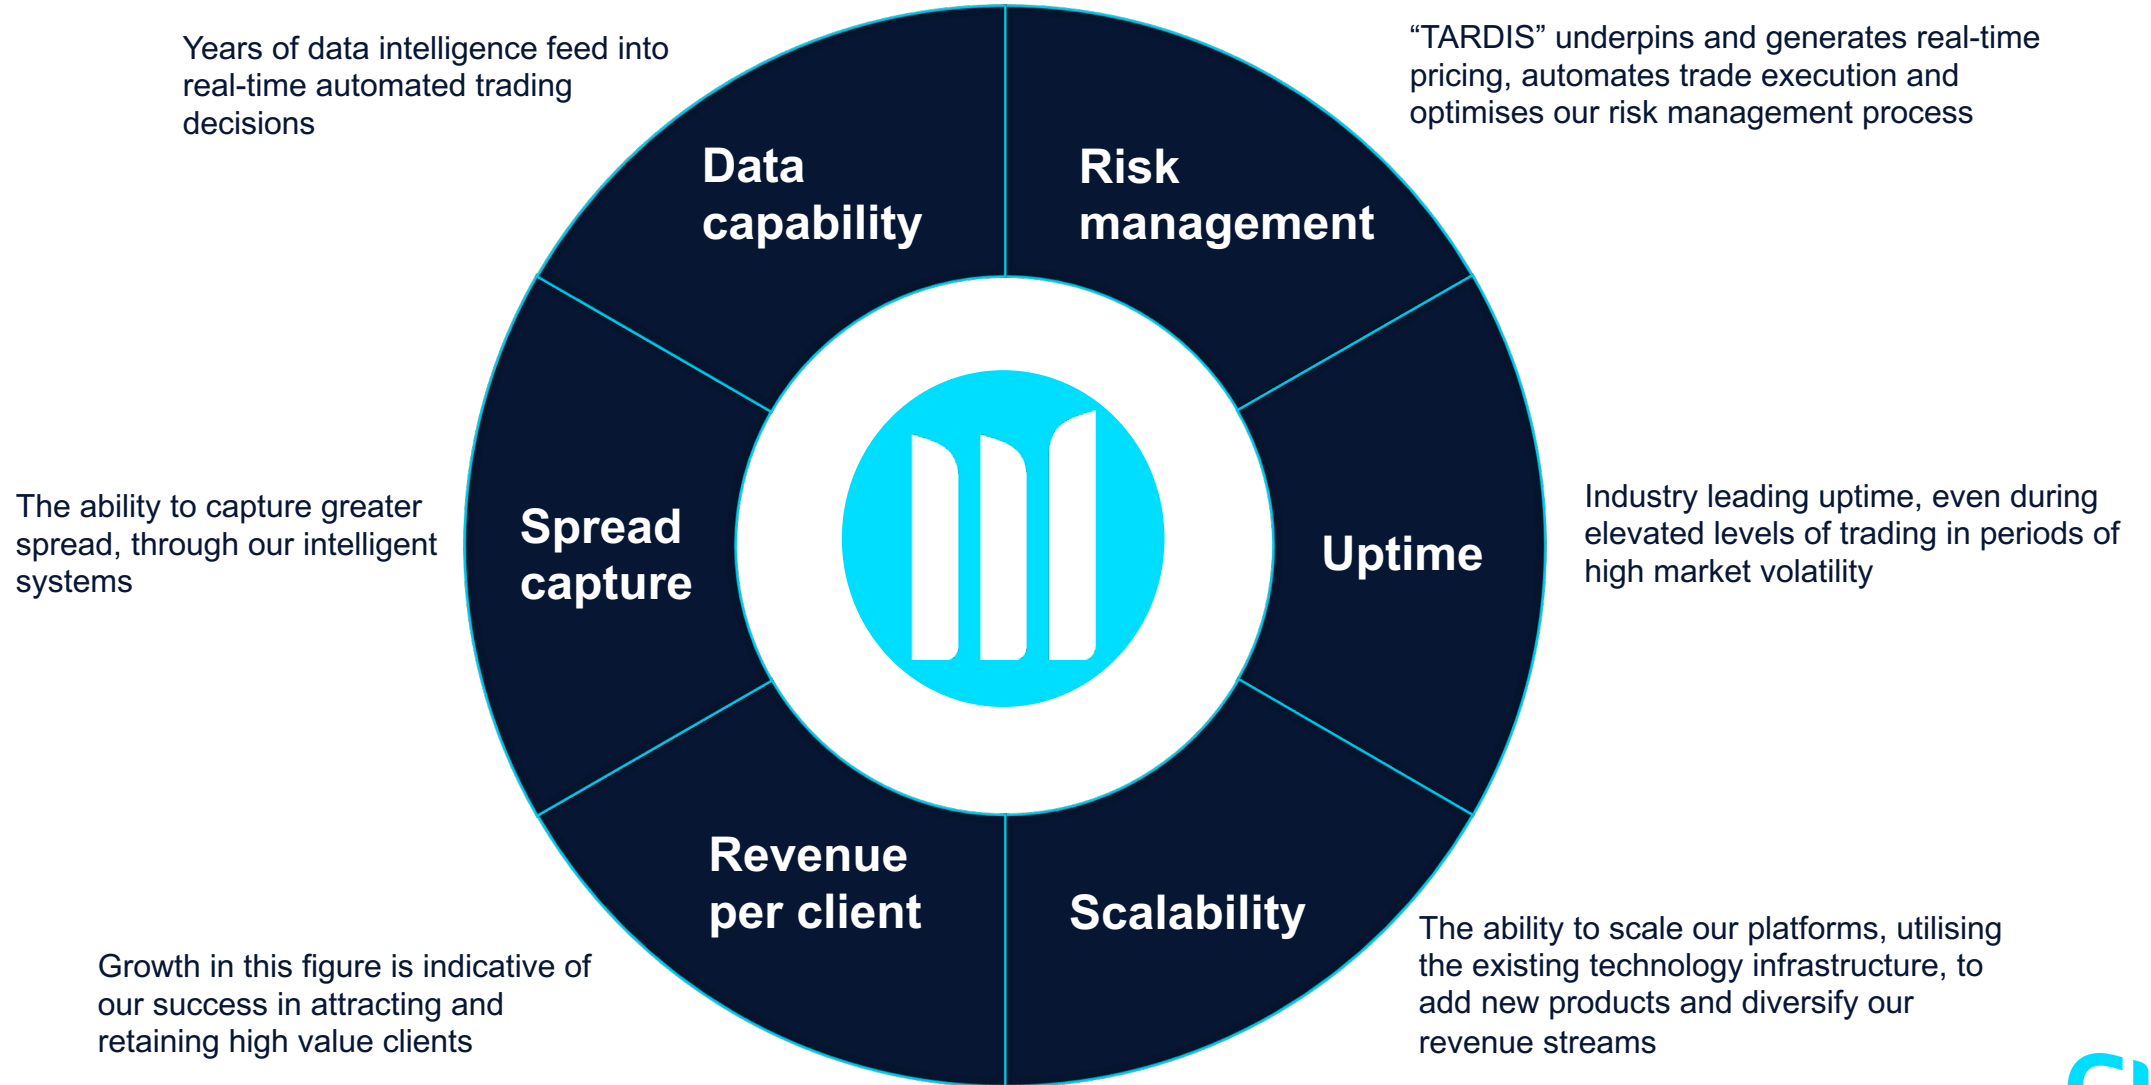 Years of data intelligence feed into
real-time automated trading
decisions
“TARDIS” underpins and generates real-time
pricing, automates trade execution and
optimises our risk management process
Data
capability
Risk
management
The ability to capture greater
spread, through our intelligent
systems
Spread
capture
Uptime
Industry leading uptime, even during
elevated levels of trading in periods of
high market volatility
Revenue
per client
Scalability
Growth in this figure is indicative of
our success in attracting and
retaining high value clients
The ability to scale our platforms, utilising
the existing technology infrastructure, to
add new products and diversify our
revenue streams